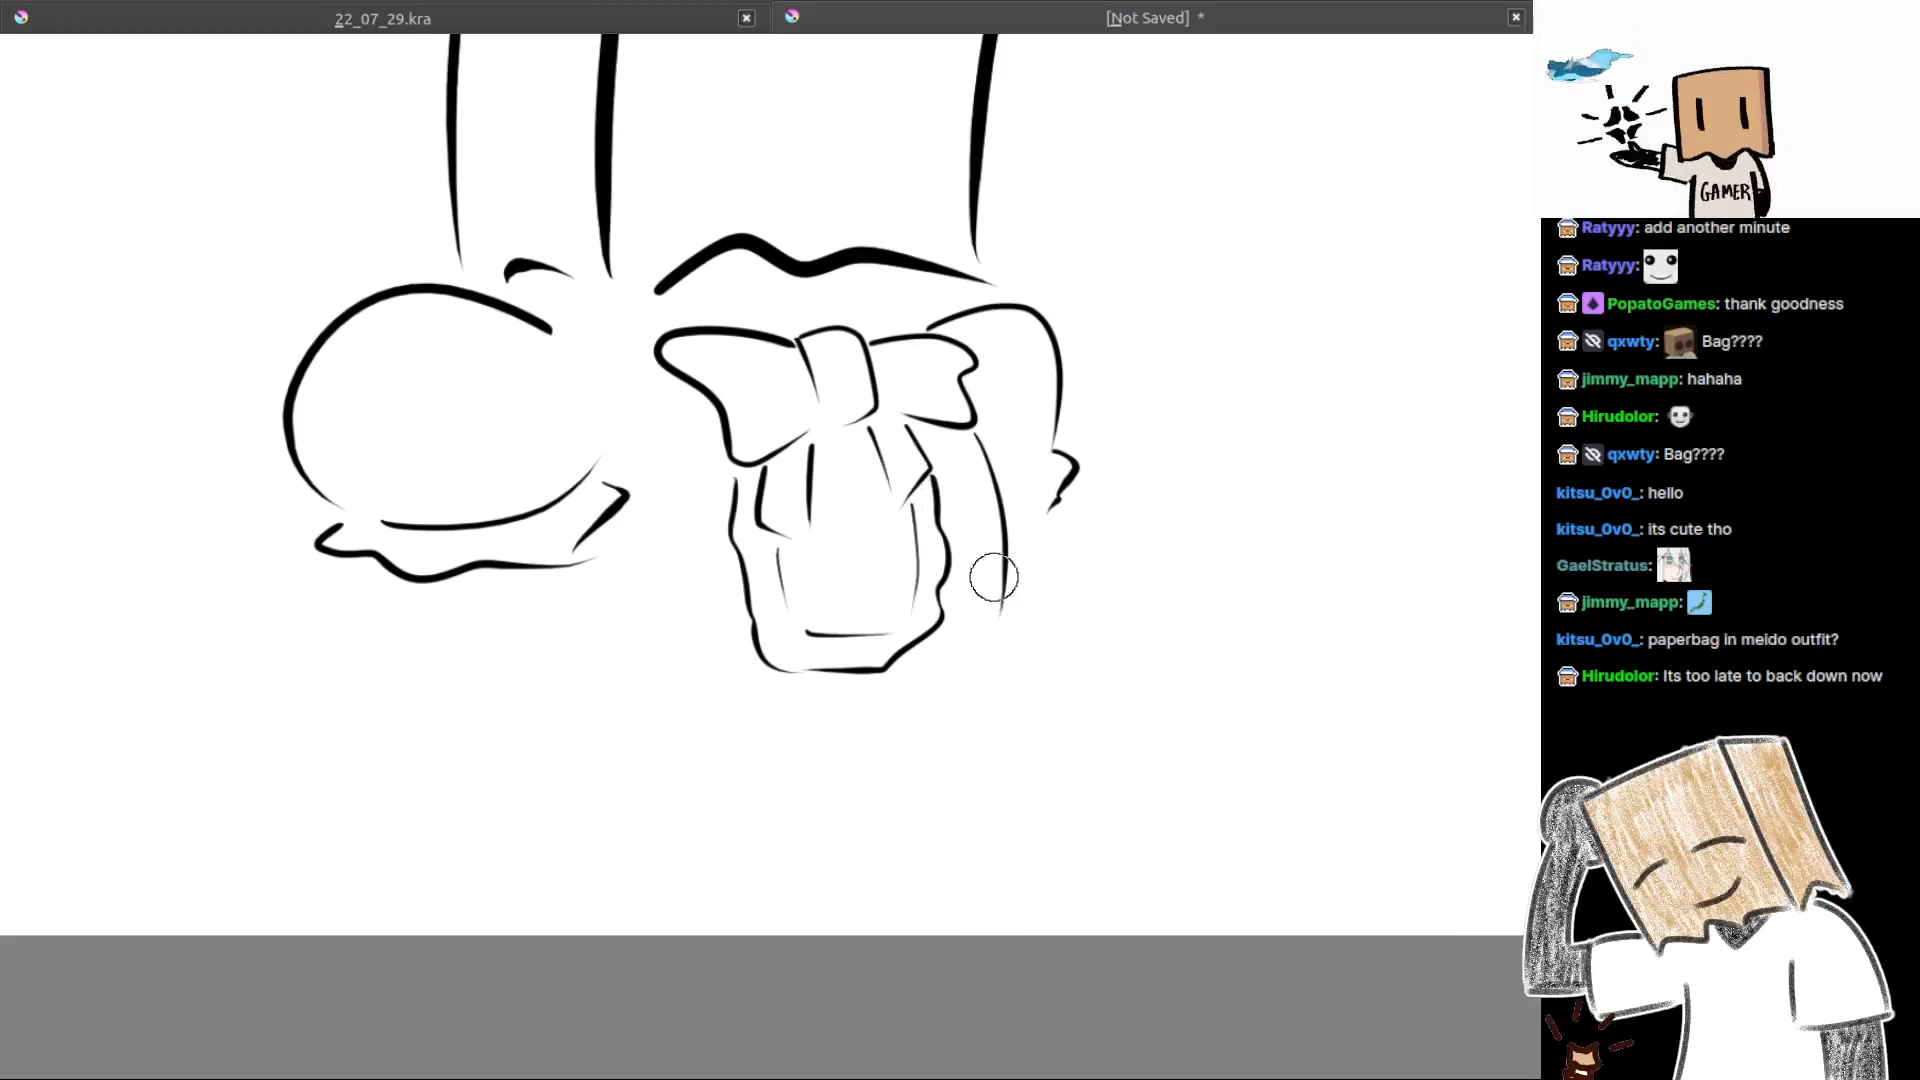 22_07_29.kra
[Not Saved] *
GAMER
Ratyyy: add another minute
Ratyyy:
PopatoGames: thank goodness
qxwty: Bag????
jimmy_mapp: hahaha
Hirudolor:
qxwty: Bag????
kitsu_0v0_: hello
kitsu_0v0_: its cute tho
GaelStratus:
jimmy_mapp:
kitsu_0v0_: paperbag in meido outfit?
Hirudolor: Its too late to back down now